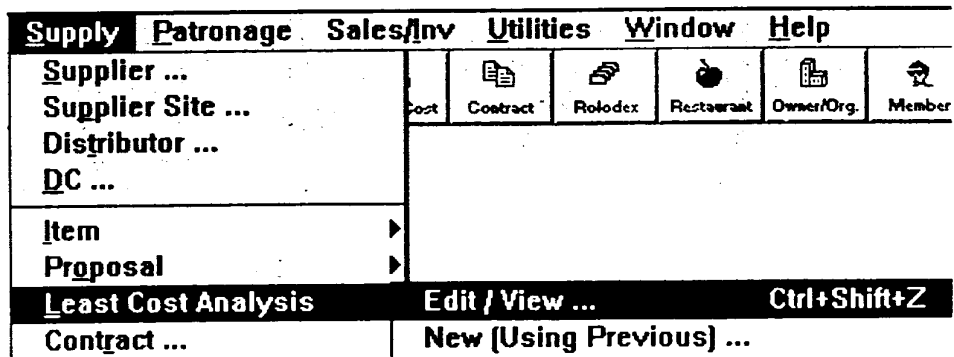 Supply Patronage Sales/Inv Utilities Window Help
Supplier ...
Supplier Site ...
Distributor ...
DC ...
Cost Contract Rolodex Restaurant Owner/Org. Member
Item
Proposal
Least Cost Analysis Edit / View ... Ctrl+Shift+Z
Contract ... New (Using Previous) ...